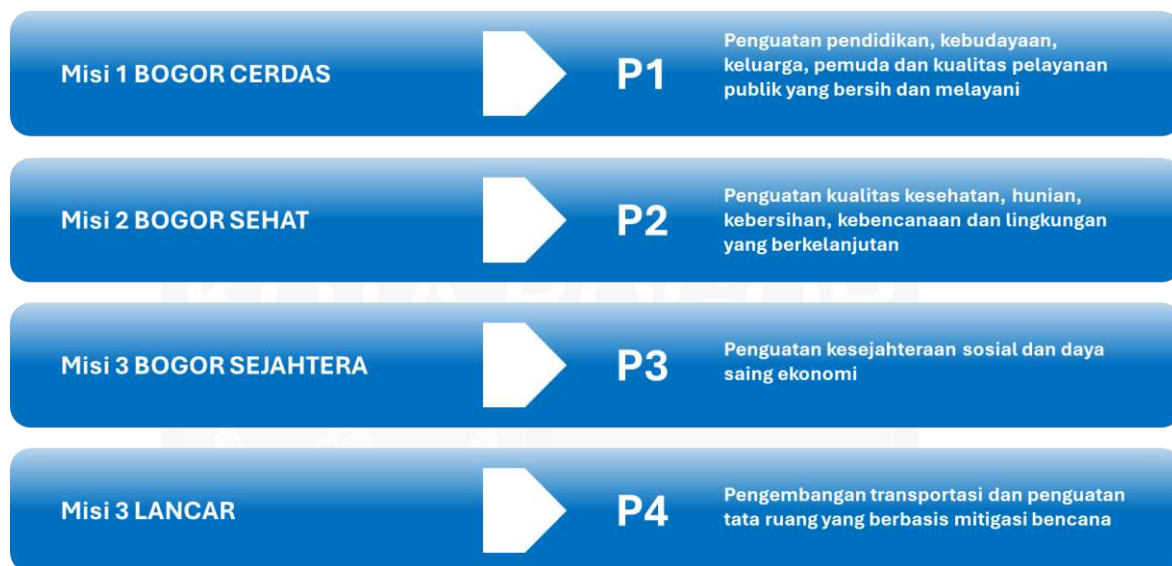 Misi 1 BOGOR CERDAS
P1
Penguatan pendidikan, kebudayaan,
keluarga, pemuda dan kualitas pelayanan
publik yang bersih dan melayani
Misi 2 BOGOR SEHAT
P2
Penguatan kualitas kesehatan, hunian,
kebersihan, kebencanaan dan lingkungan
yang berkelanjutan
KOTA BOGOR
Misi 3 BOGOR SEJAHTERA
P3
Penguatan kesejahteraan sosial dan daya
saing ekonomi
Misi 3 LANCAR
P4
Pengembangan transportasi dan penguatan
tata ruang yang berbasis mitigasi bencana